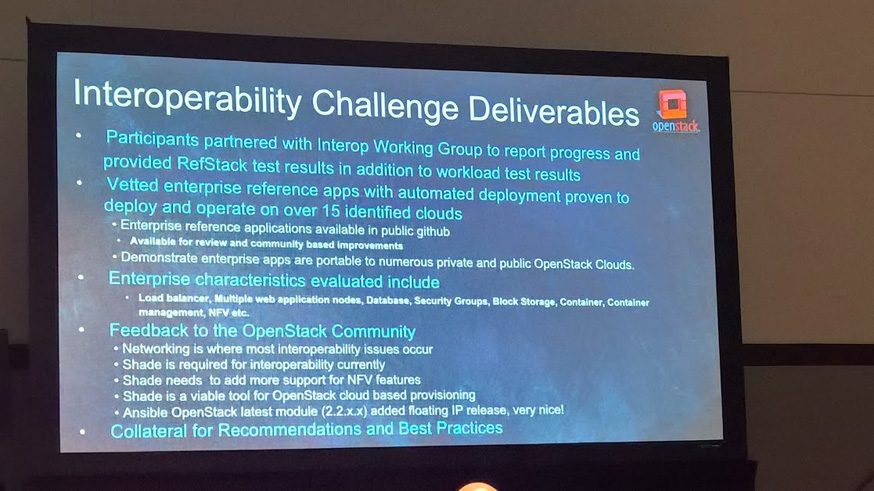 Interoperability Challenge Deliverables
openstack.
• Participants partnered with Interop Working Group to report progress and
provided RefStack test results in addition to workload test results
• Vetted enterprise reference apps with automated deployment proven to
deploy and operate on over 15 identified clouds
• Enterprise reference applications available in public github
• Available for review and community based improvements
• Demonstrate enterprise apps are portable to numerous private and public OpenStack Clouds.
• Enterprise characteristics evaluated include
• Load balancer, Multiple web application nodes, Database, Security Groups, Block Storage, Container, Container
management, NFV etc.
• Feedback to the OpenStack Community
• Networking is where most interoperability issues occur
• Shade is required for interoperability currently
• Shade needs to add more support for NFV features
• Shade is a viable tool for OpenStack cloud based provisioning
• Ansible OpenStack latest module (2.2.x.x) added floating IP release, very nice!
• Collateral for Recommendations and Best Practices